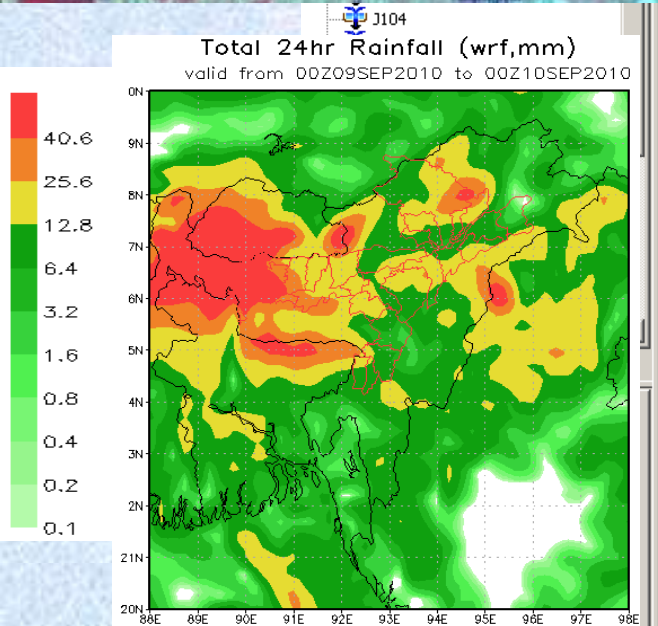 J104
Total 24hr Rainfall (wrf,mm)
valid from 00Z09SEP2010 to 00Z10SEP2010
40.6
25.6
12.8
6.4
3.2
1.6
0.8
0.4
0.2
0.1
0N
9N
8N
7N
6N
5N
4N
3N
2N
21N
20N
88E 89E 90E 91E 92E 93E 94E 95E 96E 97E 98E